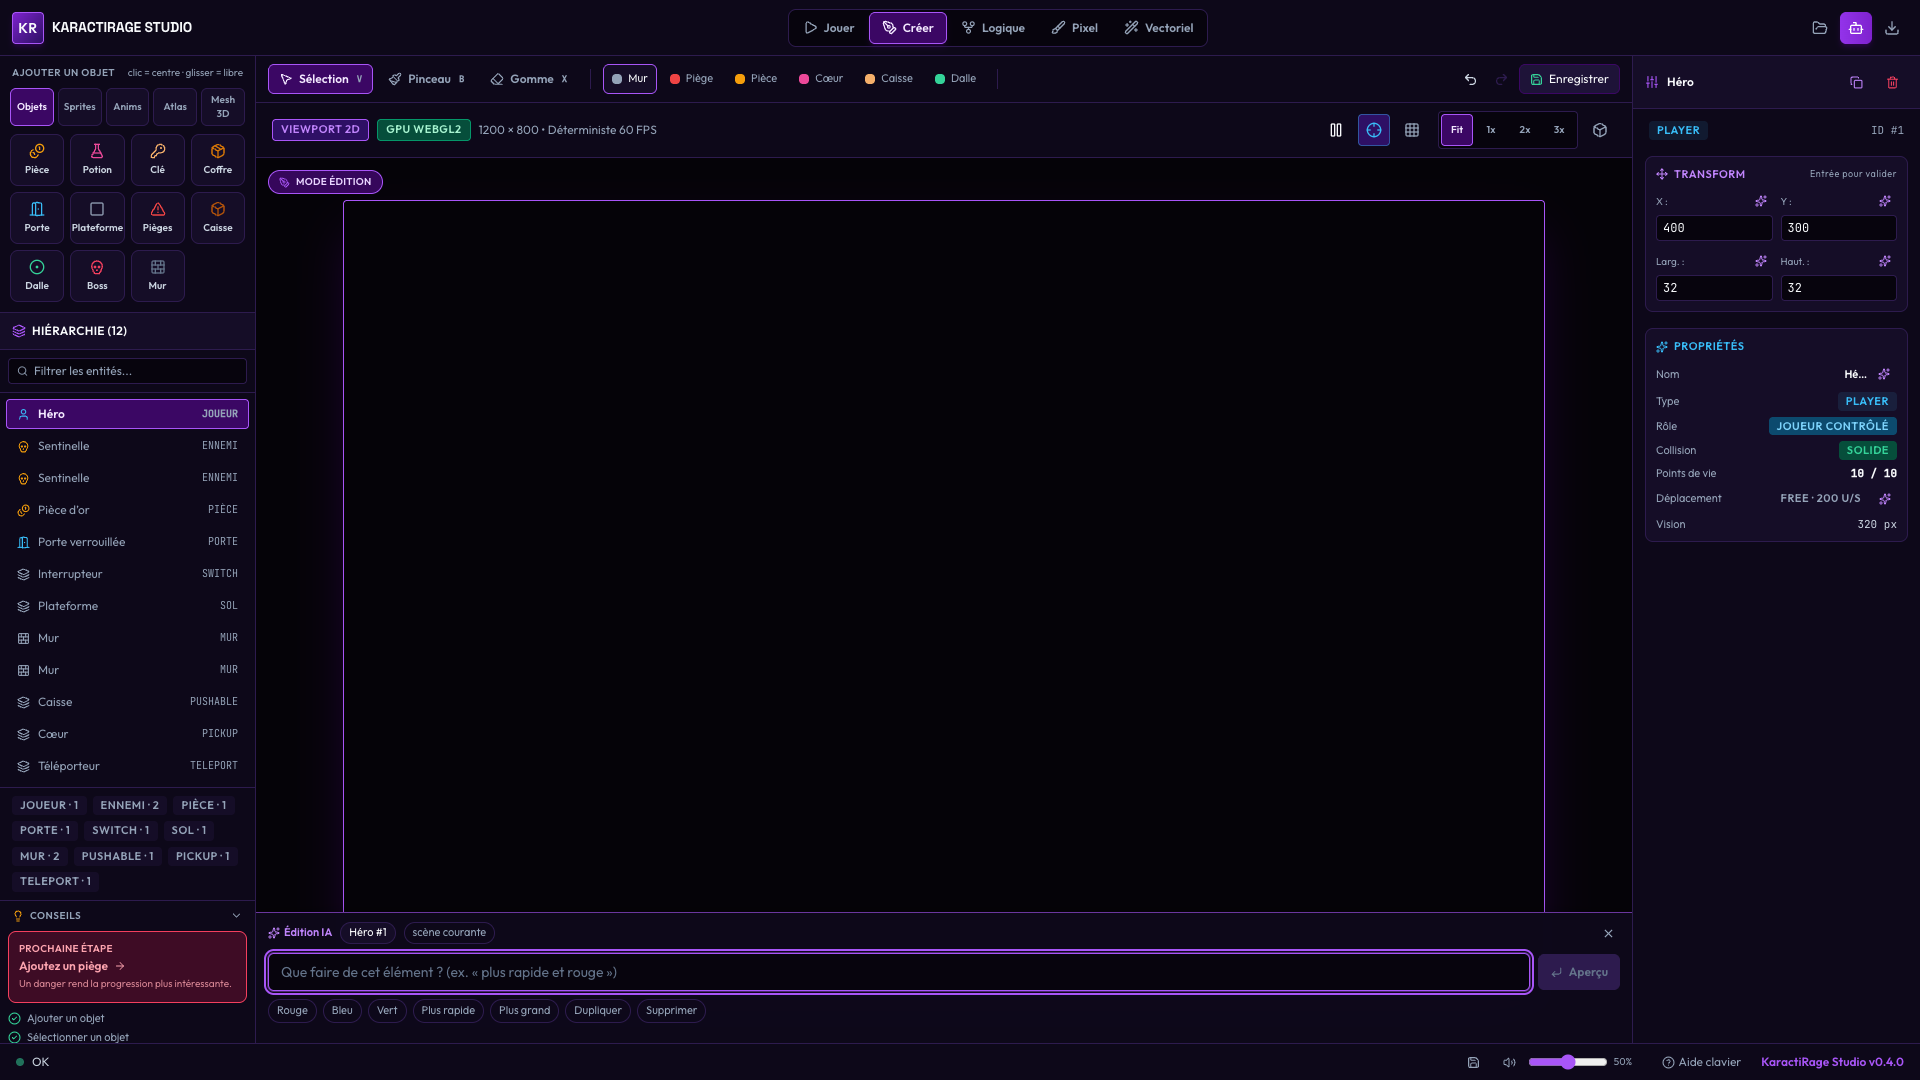 KR KARACTIRAGE STUDIO
Jouer Créer Logique Pixel Vectoriel
AJOUTER UN OBJET clic = centre · glisser = libre
Objets Sprites Anims Atlas Mesh 3D
Pièce Potion Clé Coffre
Porte Plateforme Pièges Caisse
Dalle Boss Mur
HIÉRARCHIE (12)
Filtrer les entités...
Héro JOUEUR
Sentinelle ENNEMI
Sentinelle ENNEMI
Pièce d'or PIÈCE
Porte verrouillée PORTE
Interrupteur SWITCH
Plateforme SOL
Mur MUR
Mur MUR
Caisse PUSHABLE
Cœur PICKUP
Téléporteur TELEPORT
JOUEUR · 1 ENNEMI · 2 PIÈCE · 1
PORTE · 1 SWITCH · 1 SOL · 1
MUR · 2 PUSHABLE · 1 PICKUP · 1
TELEPORT · 1
CONSEILS
PROCHAINE ÉTAPE
Ajoutez un piège →
Un danger rend la progression plus intéressante.
Ajouter un objet
Sélectionner un objet
Sélection V Pinceau B Gomme X Mur Piège Pièce Cœur Caisse Dalle Enregistrer
VIEWPORT 2D GPU WEBGL2 1200 × 800 • Déterministe 60 FPS Fit 1x 2x 3x
MODE ÉDITION
Édition IA Héro #1 scène courante
Que faire de cet élément ? (ex. « plus rapide et rouge ») Aperçu
Rouge Bleu Vert Plus rapide Plus grand Dupliquer Supprimer
Héro
PLAYER ID #1
TRANSFORM Entrée pour valider
X : Y :
400 300
Larg. : Haut. :
32 32
PROPRIÉTÉS
Nom Hé...
Type PLAYER
Rôle JOUEUR CONTRÔLÉ
Collision SOLIDE
Points de vie 10 / 10
Déplacement FREE · 200 U/S
Vision 320 px
OK 50% Aide clavier KaractiRage Studio v0.4.0